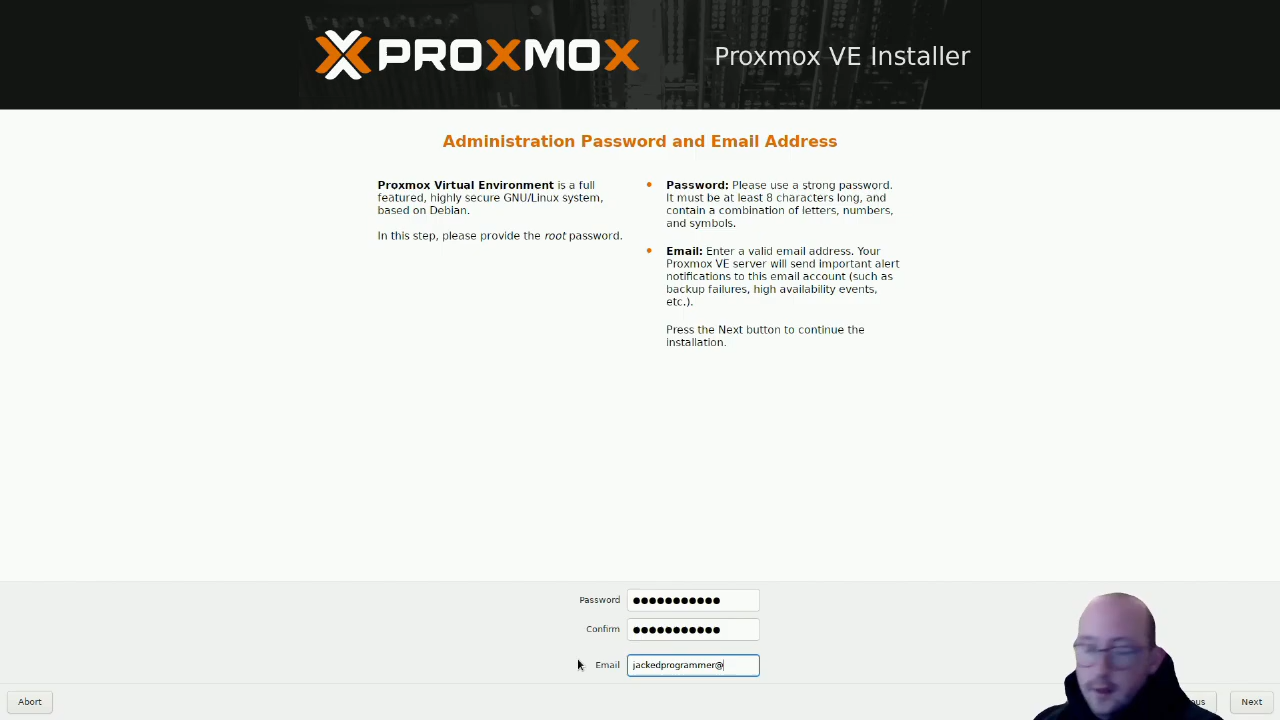 PROXMOX
Proxmox VE Installer
Administration Password and Email Address
Proxmox Virtual Environment is a full
featured, highly secure GNU/Linux system,
based on Debian.
In this step, please provide the root password.
• Password: Please use a strong password.
It must be at least 8 characters long, and
contain a combination of letters, numbers,
and symbols.
• Email: Enter a valid email address. Your
Proxmox VE server will send important alert
notifications to this email account (such as
backup failures, high availability events,
etc.).
Press the Next button to continue the
installation.
Password ●●●●●●●●●●●
Confirm ●●●●●●●●●●●
Email jackedprogrammer@
Abort
Next